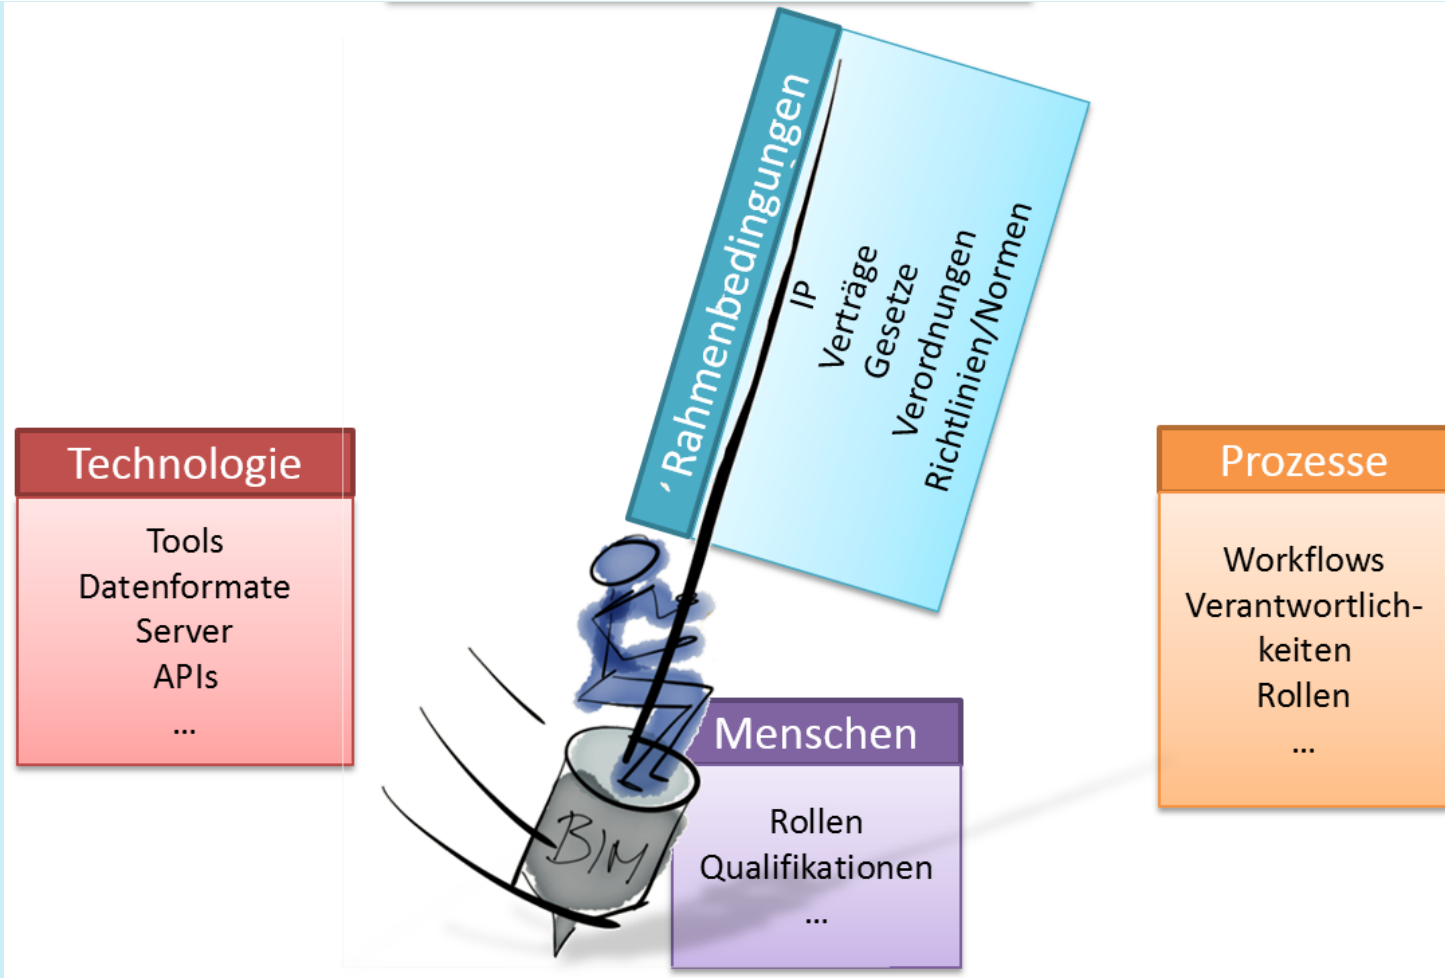 'Rahmenbedingungen
IP
Verträge
Gesetze
Verordnungen
Richtlinien/Normen
Technologie
Tools
Datenformate
Server
APIs
...
Menschen
Rollen
Qualifikationen
...
Prozesse
Workflows
Verantwortlich-
keiten
Rollen
...
BIM